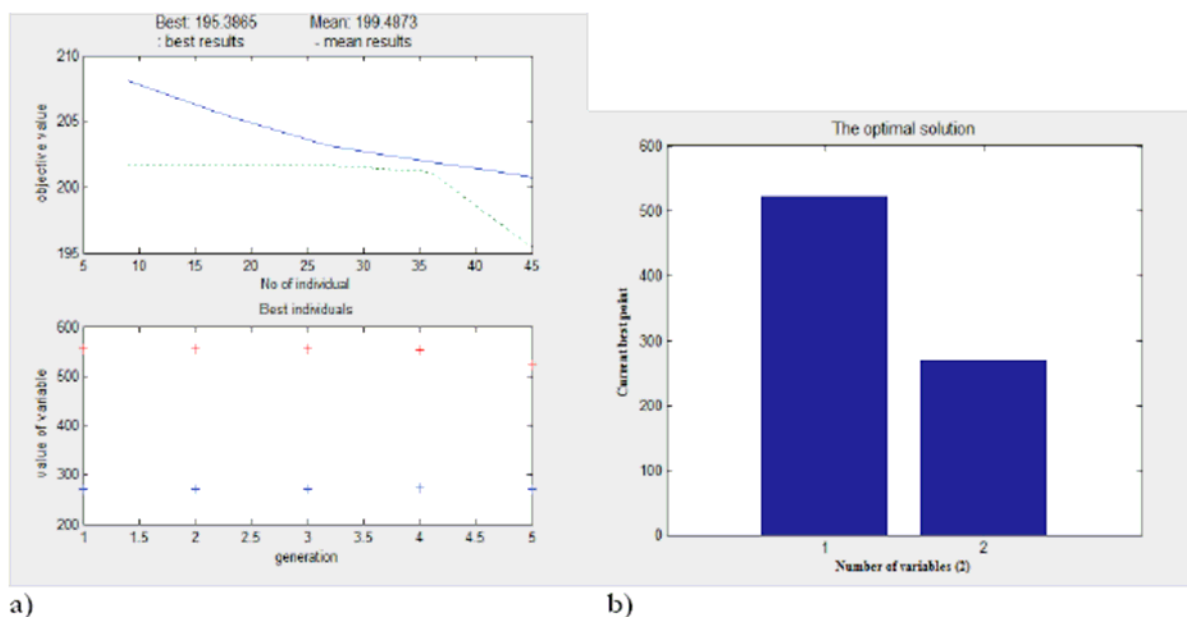 Best: 195.3865 Mean: 199.4873
: best results - mean results
210
205
200
195
objective value
5 10 15 20 25 30 35 40 45
No of individual
Best individuals
600
500
400
300
200
value of variable
1 1.5 2 2.5 3 3.5 4 4.5 5
generation
a)
The optimal solution
600
500
400
300
200
100
0
Current best point
1 2
Number of variables (2)
b)